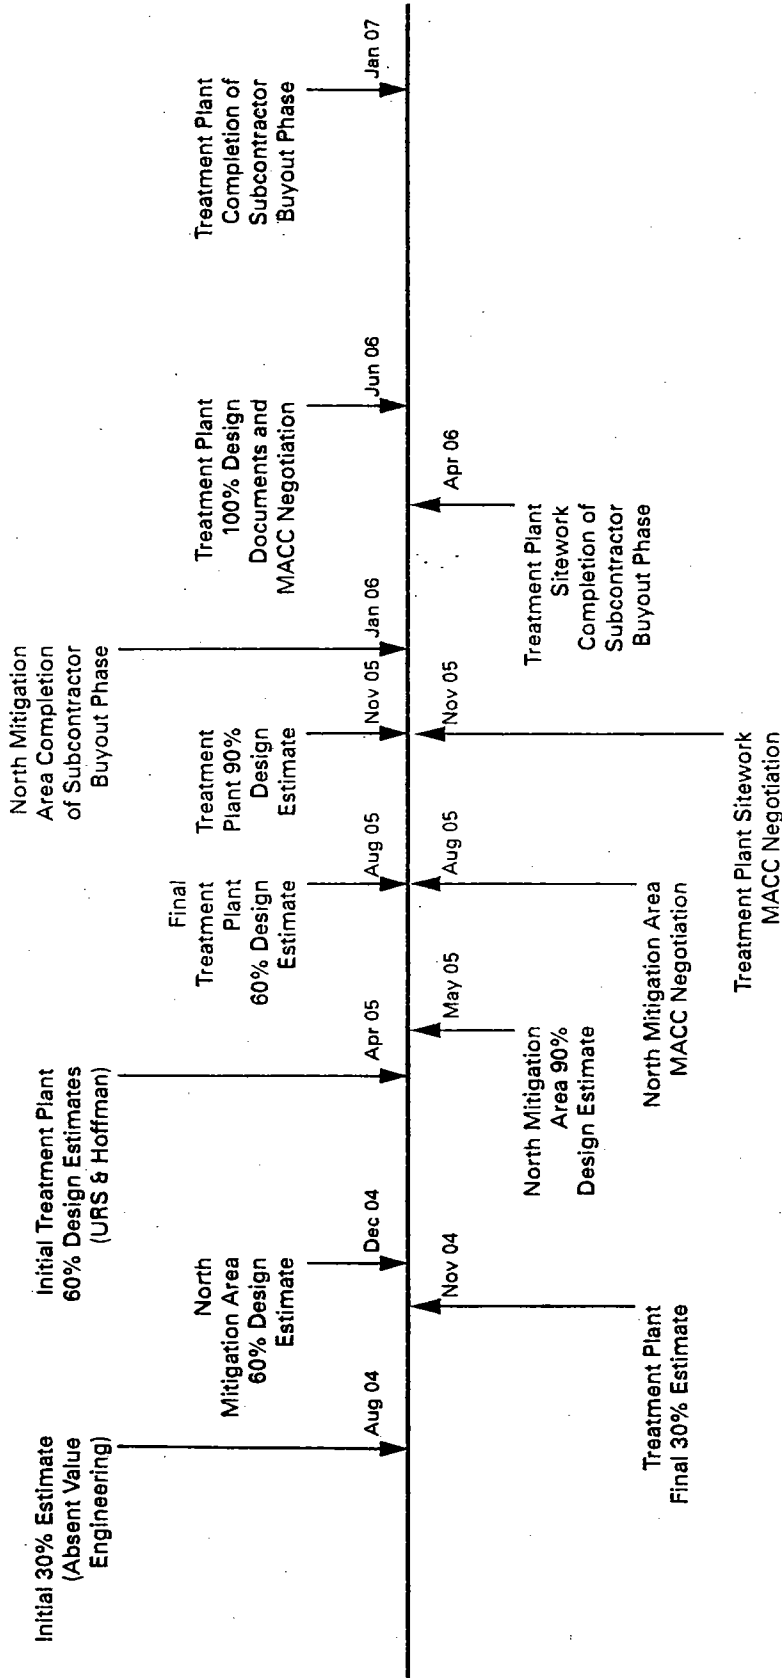 Initial 30% Estimate
(Absent Value
Engineering)
Aug 04
Treatment Plant
Final 30% Estimate
Nov 04
North
Mitigation Area
60% Design
Estimate
Dec 04
Initial Treatment Plant
60% Design Estimates
(URS & Hoffman)
Apr 05
North Mitigation
Area 90%
Design Estimate
May 05
Final
Treatment
Plant
60% Design
Estimate
Aug 05
North Mitigation Area
MACC Negotiation
Aug 05
Treatment
Plant 90%
Design
Estimate
Nov 05
Treatment Plant Sitework
MACC Negotiation
Nov 05
North Mitigation
Area Completion
of Subcontractor
Buyout Phase
Jan 06
Treatment Plant
Sitework
Completion of
Subcontractor
Buyout Phase
Apr 06
Treatment Plant
100% Design
Documents and
MACC Negotiation
Jun 06
Treatment Plant
Completion of
Subcontractor
Buyout Phase
Jan 07